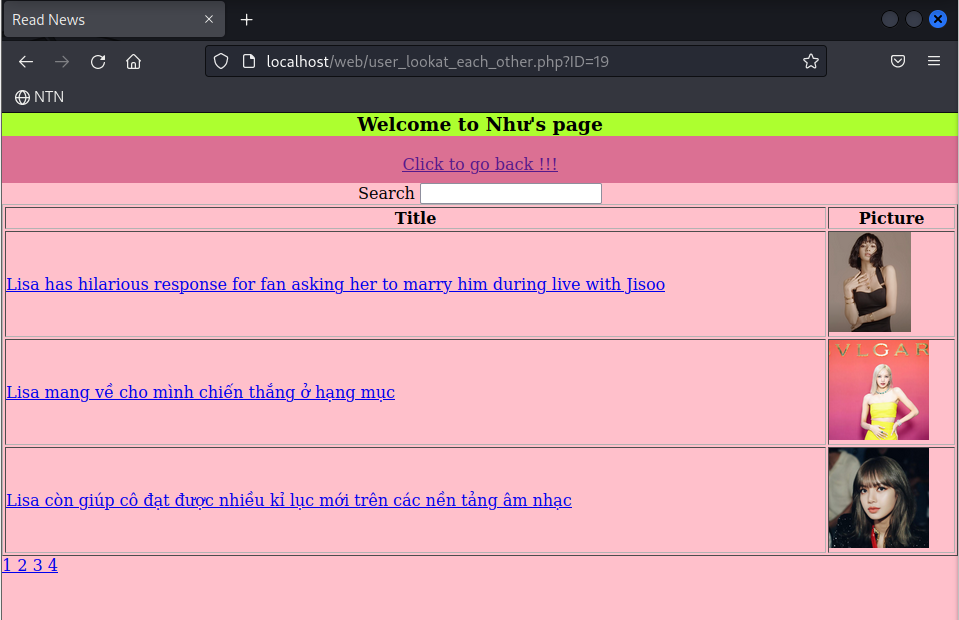 Read News
localhost/web/user_lookat_each_other.php?ID=19
NTN
Welcome to Như's page
Click to go back !!!
Search
Title Picture
Lisa has hilarious response for fan asking her to marry him during live with Jisoo
VLGAR
Lisa mang về cho mình chiến thắng ở hạng mục
Lisa còn giúp cô đạt được nhiều kỉ lục mới trên các nền tảng âm nhạc
1 2 3 4